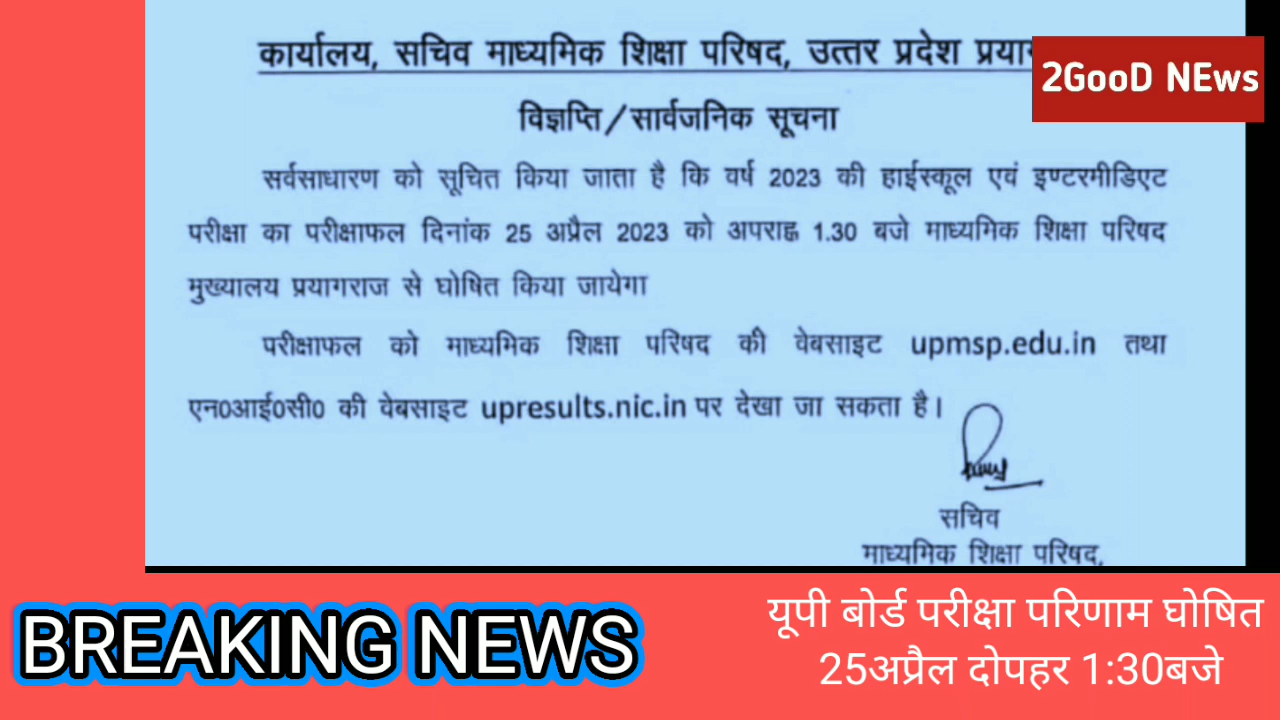 कार्यालय, सचिव माध्यमिक शिक्षा परिषद, उत्तर प्रदेश
2GooD NEws
विज्ञप्ति/सार्वजनिक सूचना
सर्वसाधारण को सूचित किया जाता है कि वर्ष 2023 की हाईस्कूल एवं इण्टरमीडिएट
परीक्षा का परीक्षाफल दिनांक 25 अप्रैल 2023 को अपराह्न 1.30 बजे माध्यमिक शिक्षा परिषद
मुख्यालय प्रयागराज से घोषित किया जायेगा
परीक्षाफल को माध्यमिक शिक्षा परिषद की वेबसाइट upmsp.edu.in तथा
एन0आई0सी0 की वेबसाइट upresults.nic.in पर देखा जा सकता है।
सचिव
माध्यमिक शिक्षा परिषद,
BREAKING NEWS
यूपी बोर्ड परीक्षा परिणाम घोषित
25अप्रैल दोपहर 1:30बजे